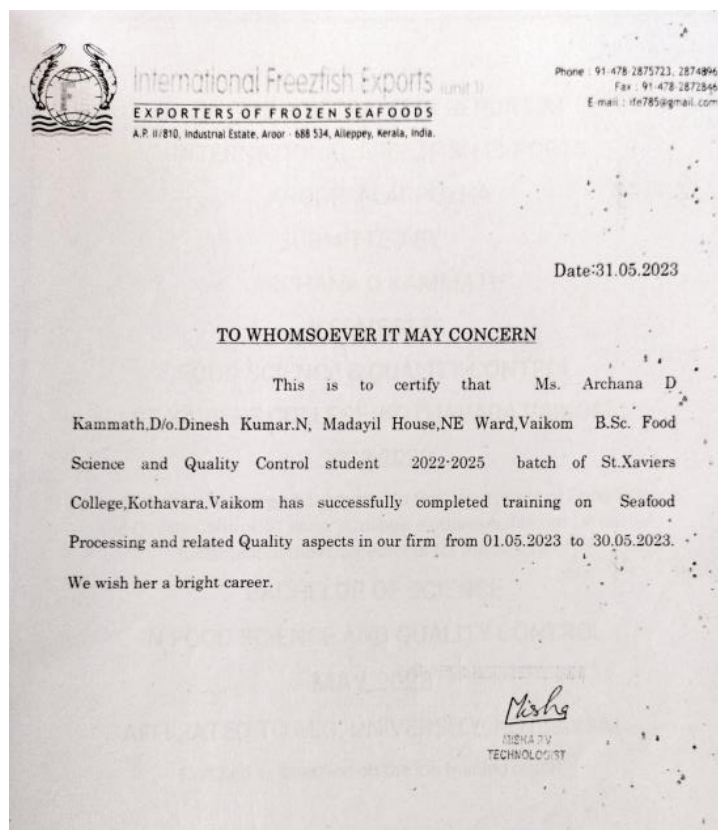 F
International Freezfish Exports (unit 1)
EXPORTERS OF FROZEN SEAFOODS
A.P. II/810, Industrial Estate, Aroor - 688 534, Alleppey, Kerala, India.
Phone : 91-478-2875723, 2874896
Fax : 91-478-2872846
E-mail : ife785@gmail.com
Date:31.05.2023
TO WHOMSOEVER IT MAY CONCERN
This is to certify that Ms. Archana D
Kammath,D/o.Dinesh Kumar.N, Madayil House,NE Ward,Vaikom B.Sc. Food
Science and Quality Control student 2022-2025 batch of St.Xaviers
College,Kothavara,Vaikom has successfully completed training on Seafood
Processing and related Quality aspects in our firm from 01.05.2023 to 30.05.2023.
We wish her a bright career.
Misha
MISHA
TECHNOLOGIST